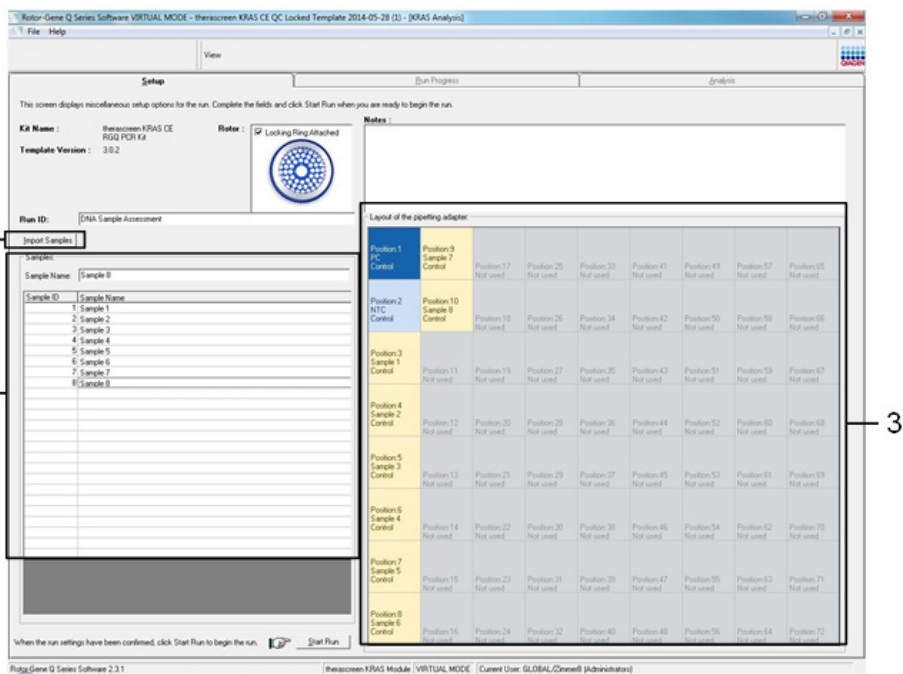 Rotor-Gene Q Series Software VIRTUAL MODE - therascreen KRAS CE QC Locked Template 2014-05-28 (1) - [KRAS Analysis]
File Help
View
QIAGEN
Setup Run Progress Analysis
This screen displays miscellaneous setup options for the run. Complete the fields and click Start Run when you are ready to begin the run.
Kit Name : therascreen KRAS CE
RGQ PCR Kit
Template Version : 3.0.2
Rotor : Locking Ring Attached
Notes :
Run ID: DNA Sample Assessment
Import Samples
Samples:
Sample Name: Sample 8
Sample ID Sample Name
1 Sample 1
2 Sample 2
3 Sample 3
4 Sample 4
5 Sample 5
6 Sample 6
7 Sample 7
8 Sample 8
When the run settings have been confirmed, click Start Run to begin the run. Start Run
Layout of the pipetting adapter:
Position:1 Position:9
PC Sample 7
Control Control Position:17 Position:25 Position:33 Position:41 Position:49 Position:57 Position:65
Not used Not used Not used Not used Not used Not used Not used
Position:2 Position:10
NTC Sample 8
Control Control Position:18 Position:26 Position:34 Position:42 Position:50 Position:58 Position:66
Not used Not used Not used Not used Not used Not used Not used
Position:3
Sample 1
Control Position:11 Position:19 Position:27 Position:35 Position:43 Position:51 Position:59 Position:67
Not used Not used Not used Not used Not used Not used Not used Not used
Position:4
Sample 2
Control Position:12 Position:20 Position:28 Position:36 Position:44 Position:52 Position:60 Position:68
Not used Not used Not used Not used Not used Not used Not used Not used
Position:5
Sample 3
Control Position:13 Position:21 Position:29 Position:37 Position:45 Position:53 Position:61 Position:69
Not used Not used Not used Not used Not used Not used Not used Not used
Position:6
Sample 4
Control Position:14 Position:22 Position:30 Position:38 Position:46 Position:54 Position:62 Position:70
Not used Not used Not used Not used Not used Not used Not used Not used
Position:7
Sample 5
Control Position:15 Position:23 Position:31 Position:39 Position:47 Position:55 Position:63 Position:71
Not used Not used Not used Not used Not used Not used Not used Not used
Position:8
Sample 6
Control Position:16 Position:24 Position:32 Position:40 Position:48 Position:56 Position:64 Position:72
Not used Not used Not used Not used Not used Not used Not used Not used
3
Rotor-Gene Q Series Software 2.3.1 therascreen KRAS Module VIRTUAL MODE Current User: GLOBAL/ZimmeB (Administrators)